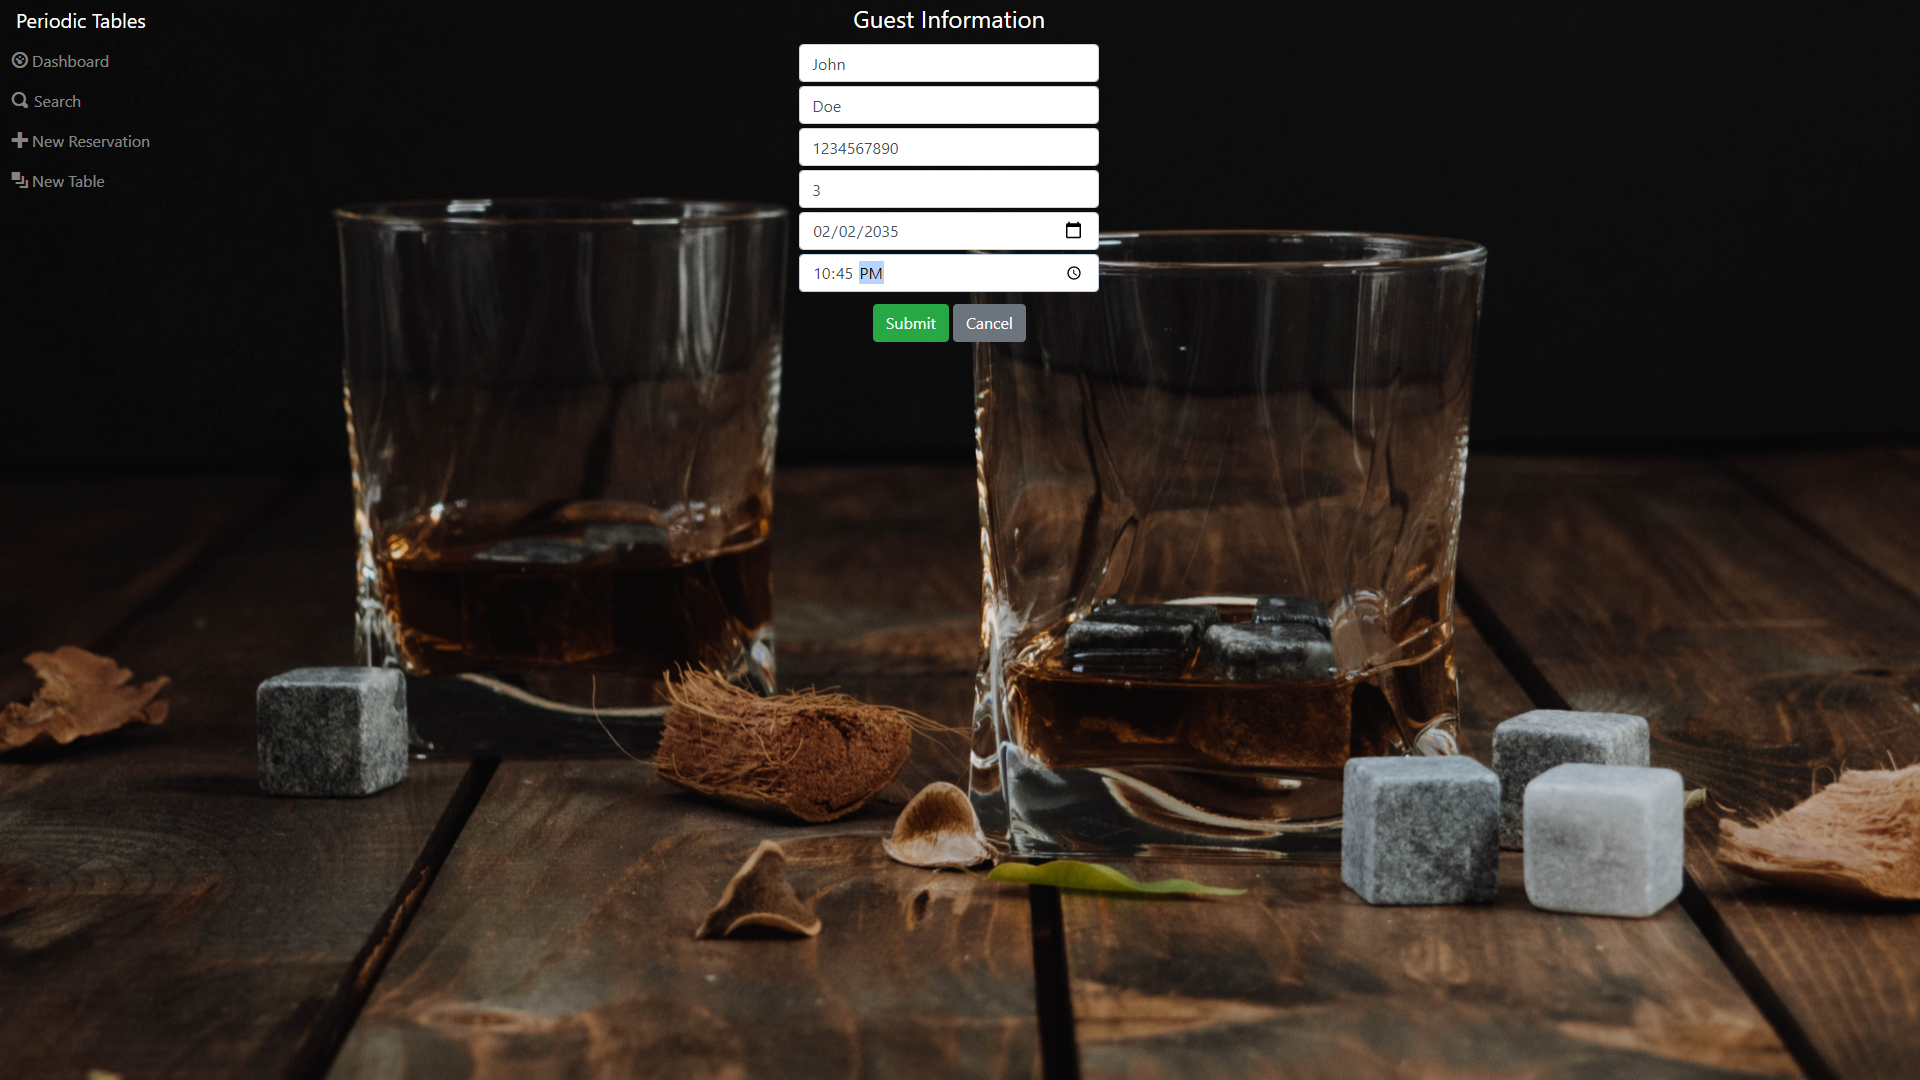 Periodic Tables
Dashboard
Search
New Reservation
New Table
Guest Information
John
Doe
1234567890
3
02/02/2035
10:45 PM
Submit Cancel